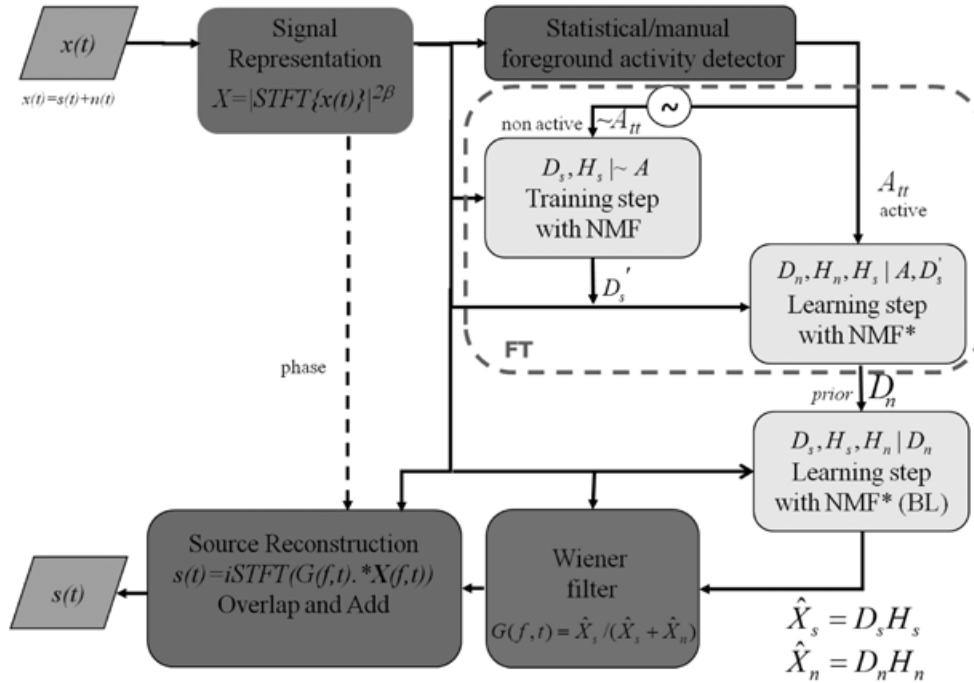 x(t)
x(t)=s(t)+n(t)
Signal
Representation
X=|STFT{x(t)}|^2β
Statistical/manual
foreground activity detector
~
non active
~A_tt
D_s, H_s |~ A
Training step
with NMF
A_tt
active
D_s'
D_n, H_n, H_s | A, D_s'
Learning step
with NMF*
FT
phase
prior D_n
D_s, H_s, H_n | D_n
Learning step
with NMF* (BL)
Source Reconstruction
s(t)=iSTFT(G(f,t).*X(f,t))
Overlap and Add
Wiener
filter
G(f,t) = X̂_s /(X̂_s + X̂_n)
s(t)
X̂_s = D_s H_s
X̂_n = D_n H_n